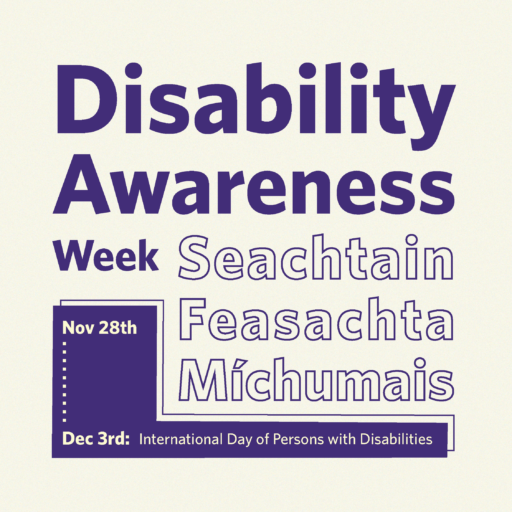 Disability
Awareness
Week
Seachtain
Feasachta
Míchumais
Nov 28th
Dec 3rd: International Day of Persons with Disabilities